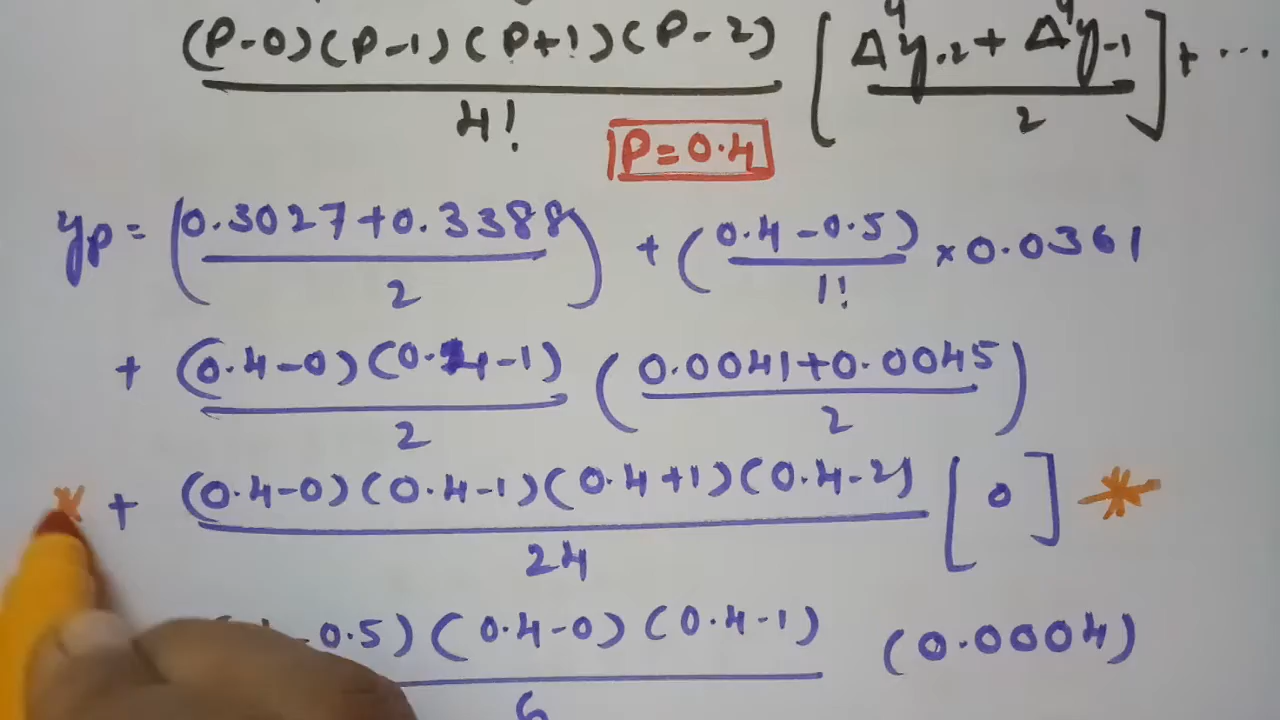 (P-0)(P-1)(P+1)(P-2) / 4! [ Δ⁴y-2 + Δ⁴y-1 / 2 ] + ...
P=0.4
yp = (0.3027+0.3388 / 2) + (0.4-0.5 / 1!) × 0.0361
+ (0.4-0)(0.4-1) / 2 (0.0041+0.0045 / 2)
* + (0.4-0)(0.4-1)(0.4+1)(0.4-2) / 24 [0] *
-0.5)(0.4-0)(0.4-1) / 6 (0.0004)